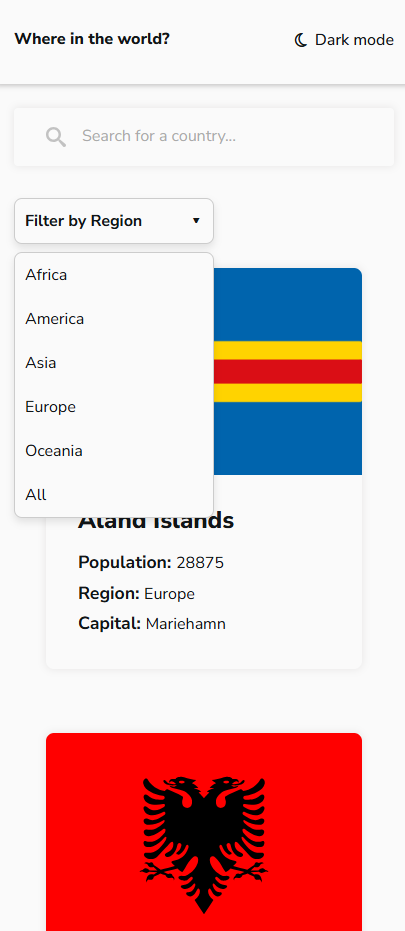 Where in the world?
Dark mode
Search for a country...
Filter by Region
Africa
America
Asia
Europe
Oceania
All
Åland Islands
Population: 28875
Region: Europe
Capital: Mariehamn